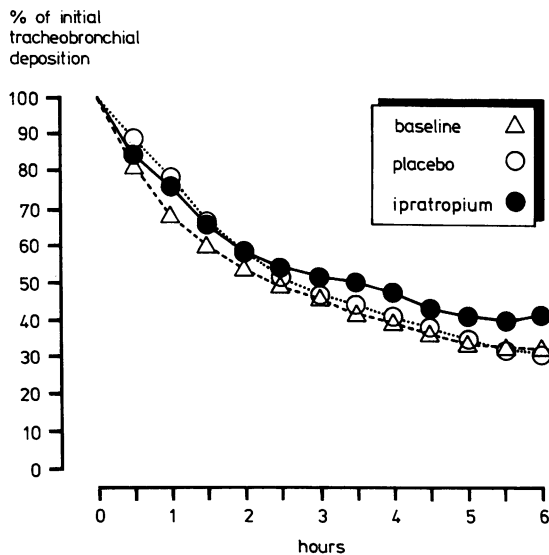 % of initial
tracheobronchial
deposition
100
90
80
70
60
50
40
30
20
10
0
baseline
placebo
ipratropium
0 1 2 3 4 5 6
hours